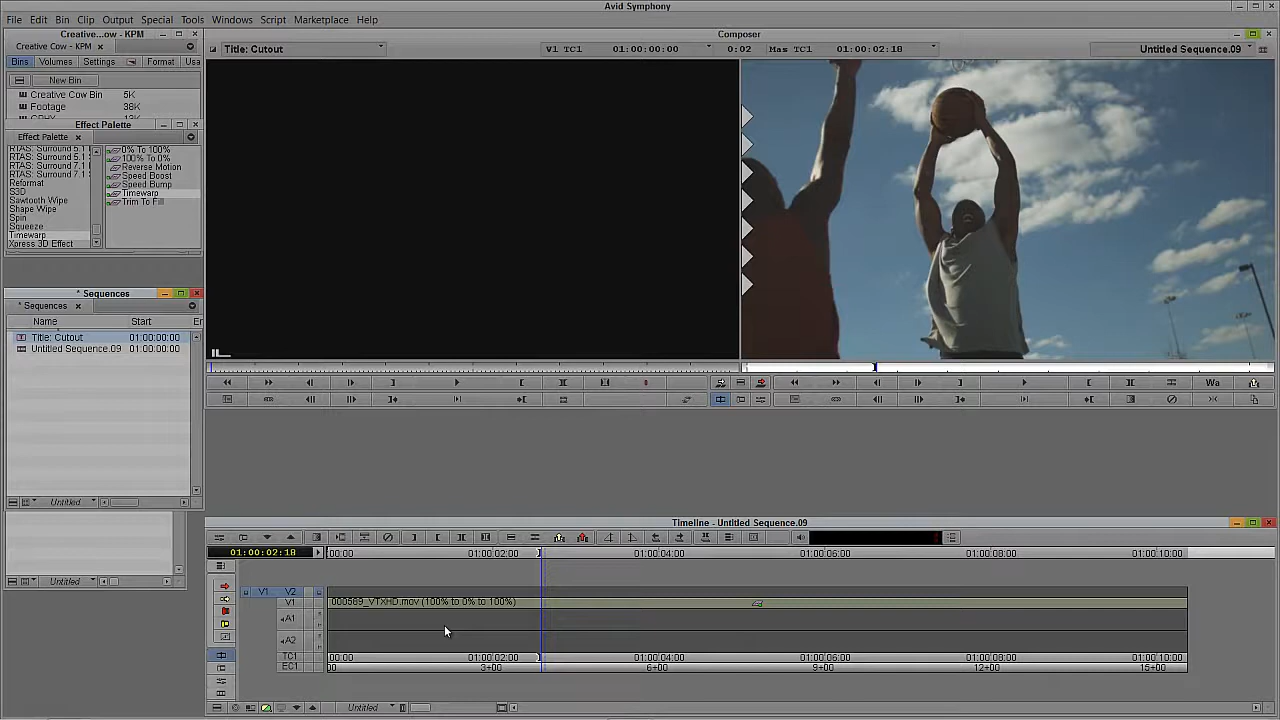 Avid Symphony
File Edit Bin Clip Output Special Tools Windows Script Marketplace Help
Creative...ow - KPM
Composer
Creative Cow - KPM
Title: Cutout
V1 TC1 01:00:00:00
0:02 Mas TC1 01:00:02:18
Untitled Sequence.09
Bins Volumes Settings Format Usa
New Bin
Creative Cow Bin 5K
Footage 38K
Effect Palette
Effect Palette
RTAS: Surround 5.1
RTAS: Surround 5.1
RTAS: Surround 7.1
RTAS: Surround 7.1
Reformat
S3D
Sawtooth Wipe
Shape Wipe
Spin
Squeeze
Timewarp
Xpress 3D Effect
0% To 100%
100% To 0%
Reverse Motion
Speed Boost
Speed Bump
Timewarp
Trim To Fill
* Sequences
* Sequences
Name Start
Title: Cutout 01:00:00:00
Untitled Sequence.09 01:00:00:00
Untitled
Untitled
Wa
Timeline - Untitled Sequence.09
01:00:02:18
00:00 01:00:02:00 01:00:04:00 01:00:06:00 01:00:08:00 01:00:10:00
V1 V2
V1 000569_VTXHD.mov (100% to 0% to 100%)
A1
A2
TC1 00:00 01:00:02:00 01:00:04:00 01:00:06:00 01:00:08:00 01:00:10:00
EC1 3+00 6+00 9+00 12+00 15+00
Untitled